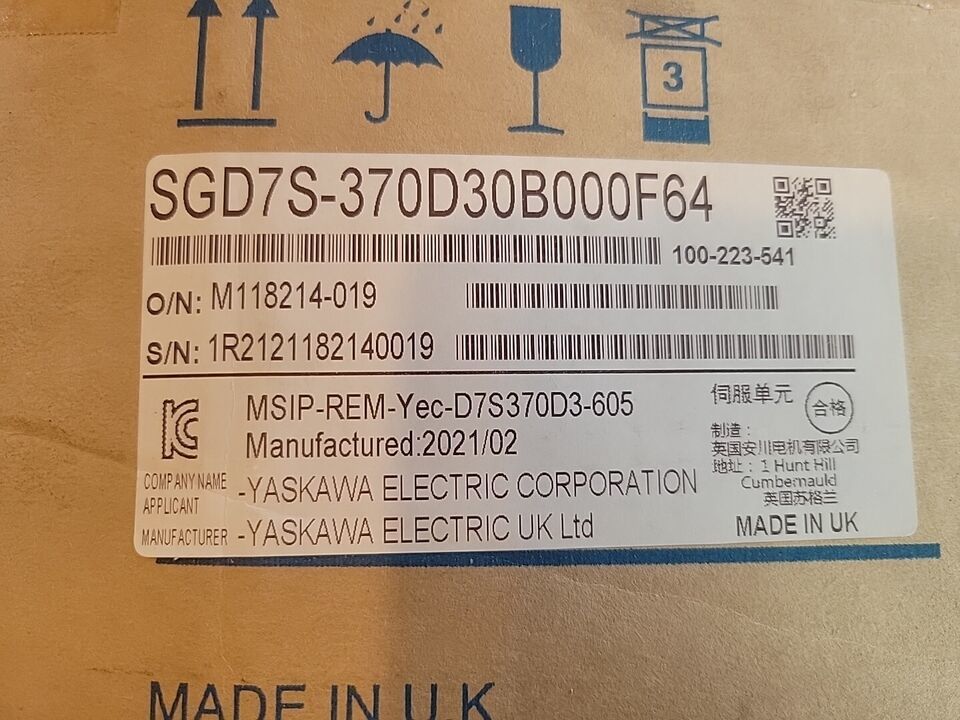 3
SGD7S-370D30B000F64
100-223-541
O/N: M118214-019
S/N: 1R2121182140019
MSIP-REM-Yec-D7S370D3-605
Manufactured:2021/02
COMPANY NAME
APPLICANT
-YASKAWA ELECTRIC CORPORATION
MANUFACTURER -YASKAWA ELECTRIC UK Ltd
伺服单元
合格
制造：
英国安川电机有限公司
地址：1 Hunt Hill
Cumbernauld
英国苏格兰
MADE IN UK
MADE IN U.K